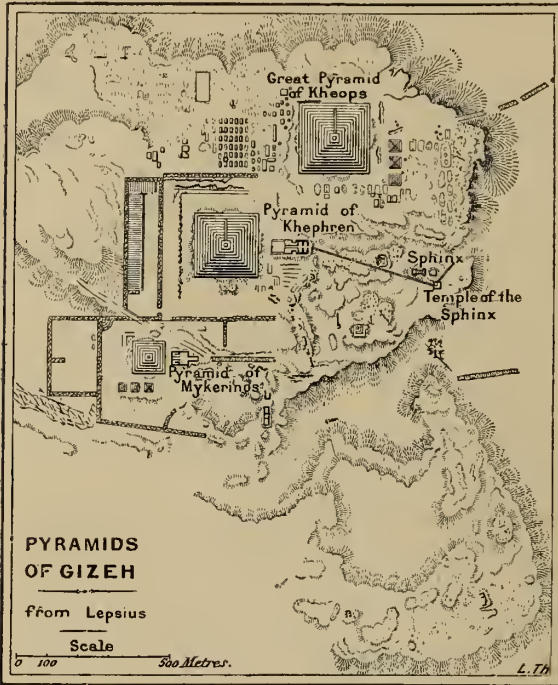 Great Pyramid
of Kheops
Pyramid of
Khephren
Sphinx
Temple of the
Sphinx
Pyramid of
Mykerinos
PYRAMIDS
OF GIZEH
from Lepsius
Scale
0 100 500 Metres.
L. Th